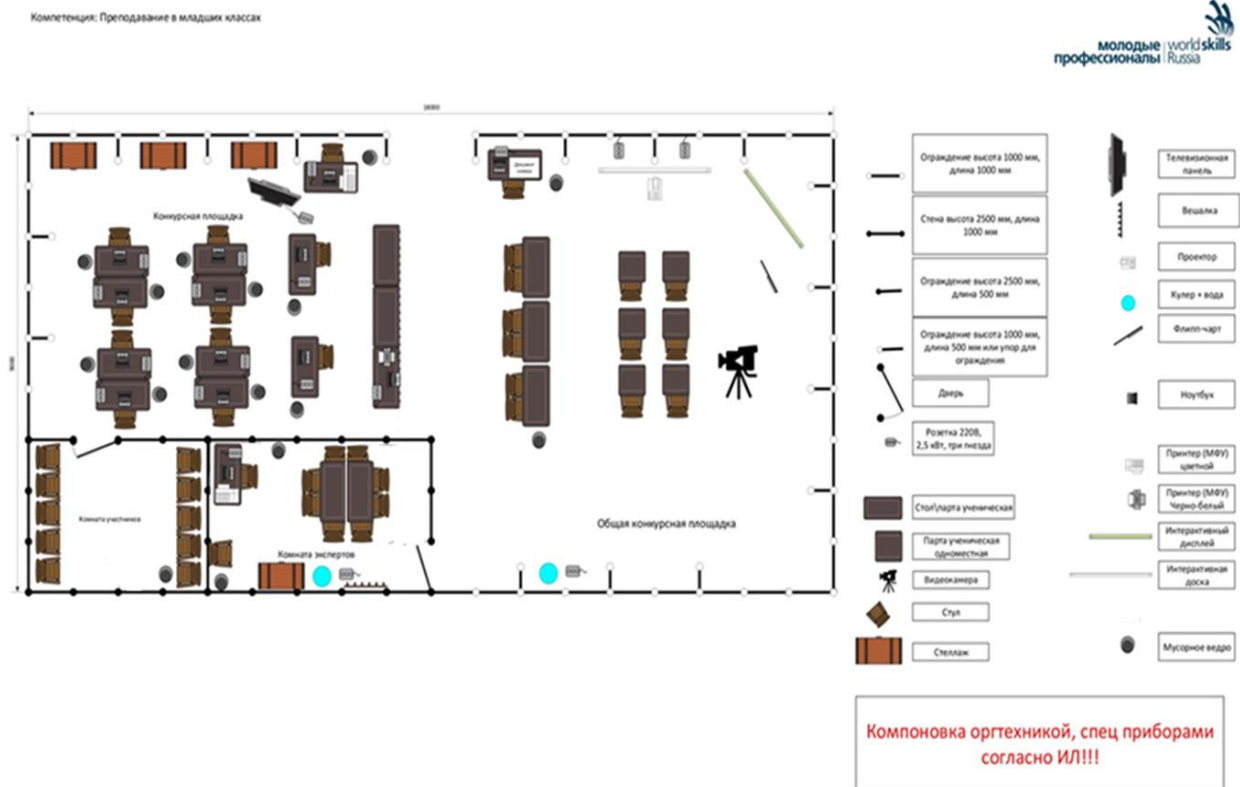 Компетенция: Преподавание в младших классах
молодые
профессионалы
worldskills
Russia
Конкурсная площадка
Комната участников
Комната экспертов
Общая конкурсная площадка
Ограждение высота 1000 мм,
длина 1000 мм
Стена высота 2500 мм, длина
1000 мм
Ограждение высота 2500 мм,
длина 500 мм
Ограждение высота 1000 мм,
длина 500 мм или упор для
ограждения
Дверь
Розетка 220В,
2,5 кВт, три гнезда
Стол\парта ученическая
Парта ученическая
одноместная
Видеокамера
Стул
Стеллаж
Телевизионная
панель
Вешалка
Проектор
Кулер + вода
Флипп-чарт
Ноутбук
Принтер (МФУ)
цветной
Принтер (МФУ)
Черно-белый
Интерактивный
дисплей
Интерактивная
доска
Мусорное ведро
Компоновка оргтехникой, спец приборами
согласно ИЛ!!!